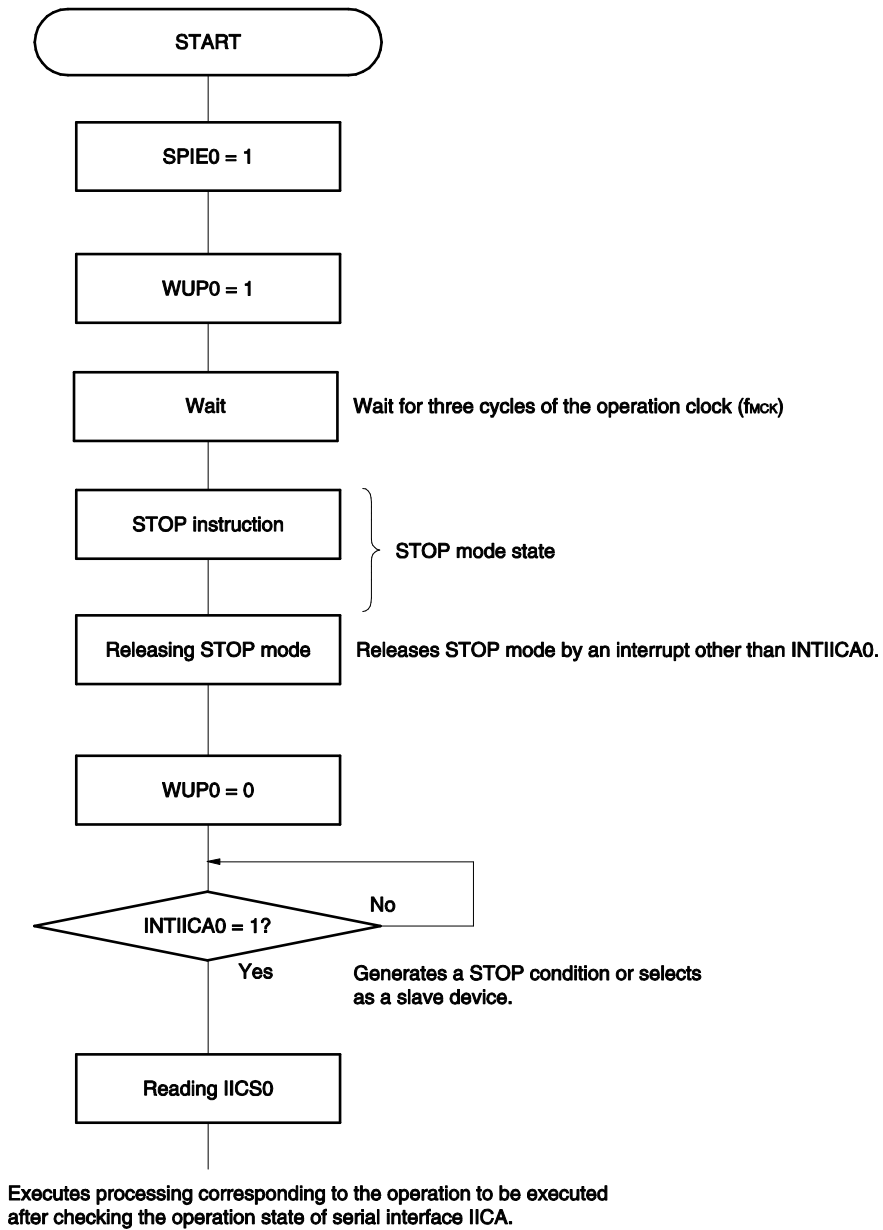 START
SPIE0 = 1
WUP0 = 1
Wait
Wait for three cycles of the operation clock (fMCK)
STOP instruction
STOP mode state
Releasing STOP mode
Releases STOP mode by an interrupt other than INTIICA0.
WUP0 = 0
No
INTIICA0 = 1?
Yes
Generates a STOP condition or selects
as a slave device.
Reading IICS0
Executes processing corresponding to the operation to be executed
after checking the operation state of serial interface IICA.